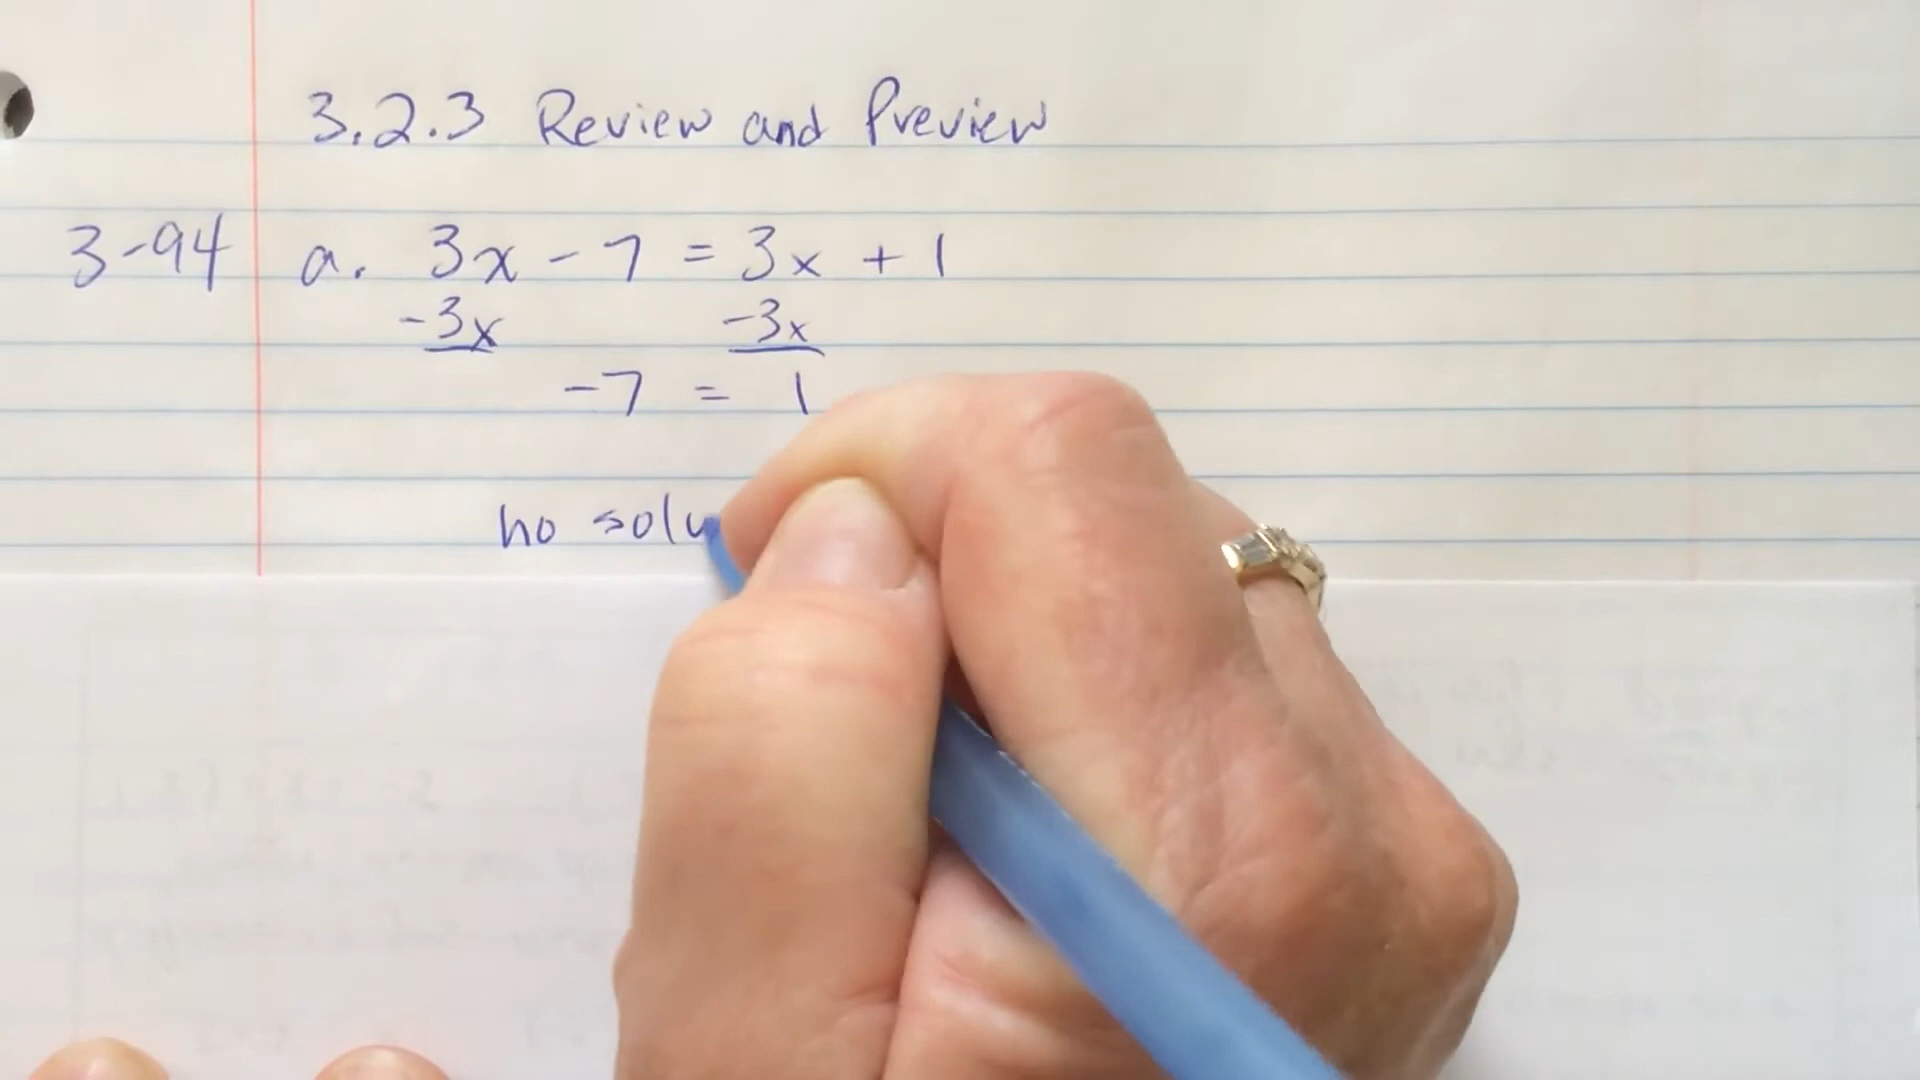 3.2.3 Review and Preview
3-94 a. 3x - 7 = 3x + 1
-3x -3x
-7 = 1
no solu